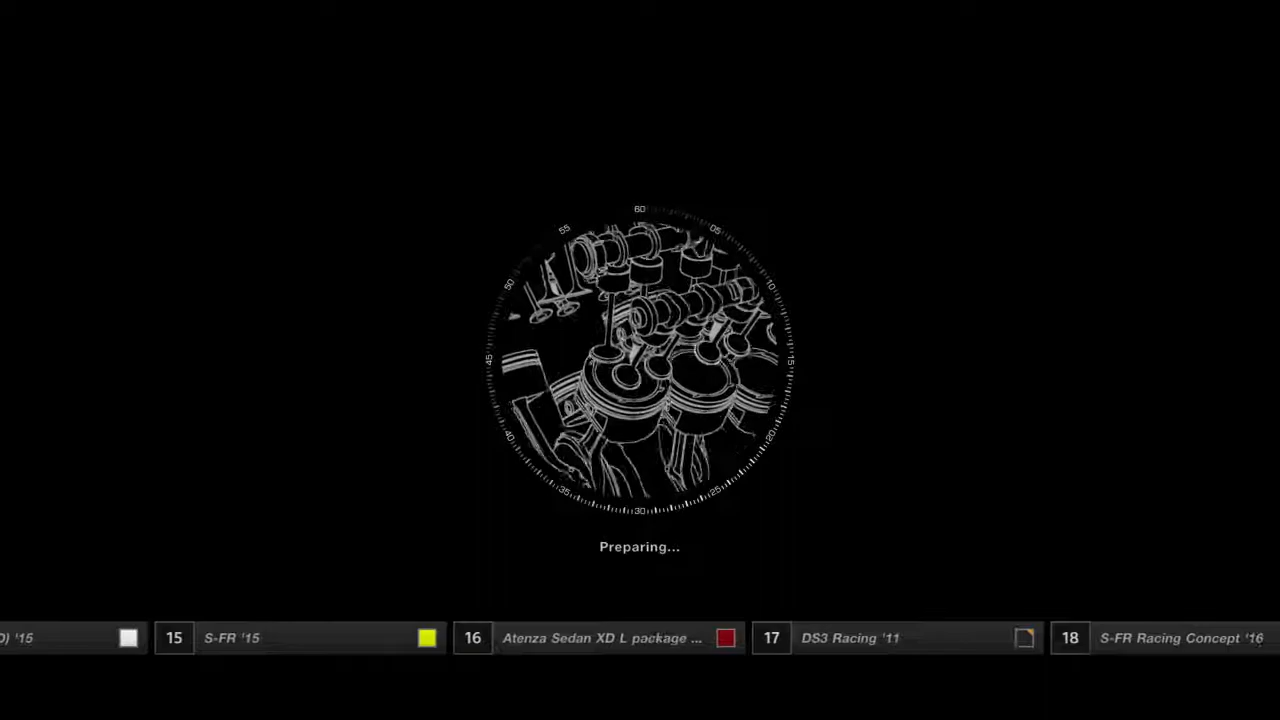 60
55
05
50
10
45
15
40
20
35
25
30
Preparing...
) '15
15 S-FR '15
16 Atenza Sedan XD L package ...
17 DS3 Racing '11
18 S-FR Racing Concept '16